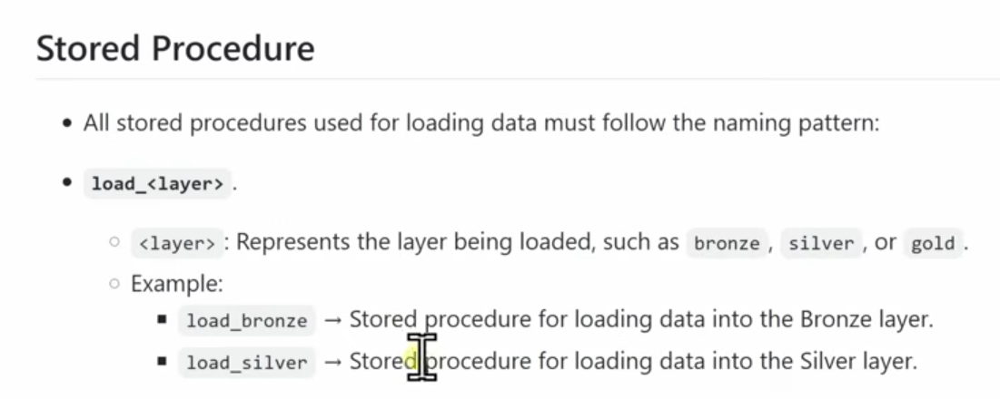 Stored Procedure
All stored procedures used for loading data must follow the naming pattern:
load_<layer>.
<layer>: Represents the layer being loaded, such as bronze, silver, or gold.
Example:
load_bronze → Stored procedure for loading data into the Bronze layer.
load_silver → Stored procedure for loading data into the Silver layer.